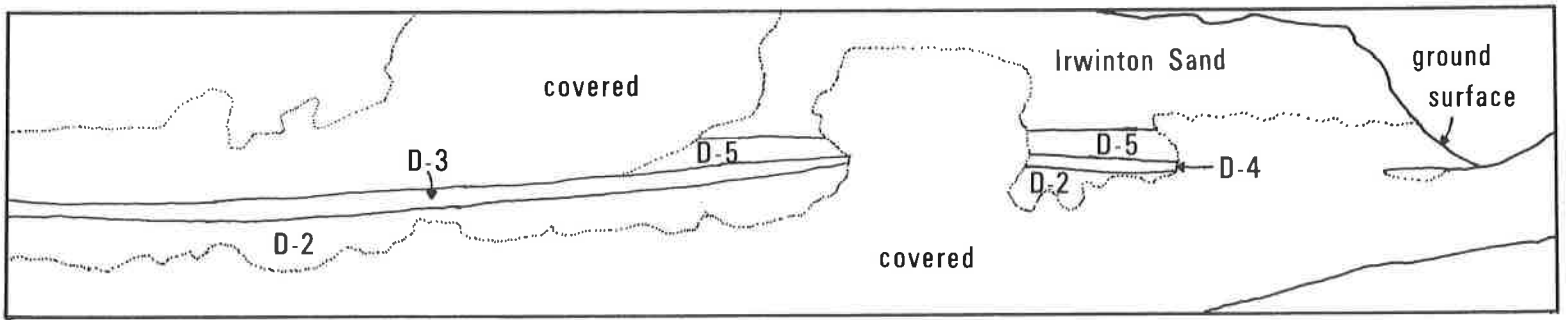 Irwinton Sand
ground
surface
covered
D-5
D-5
D-3
D-4
D-2
D-2
covered